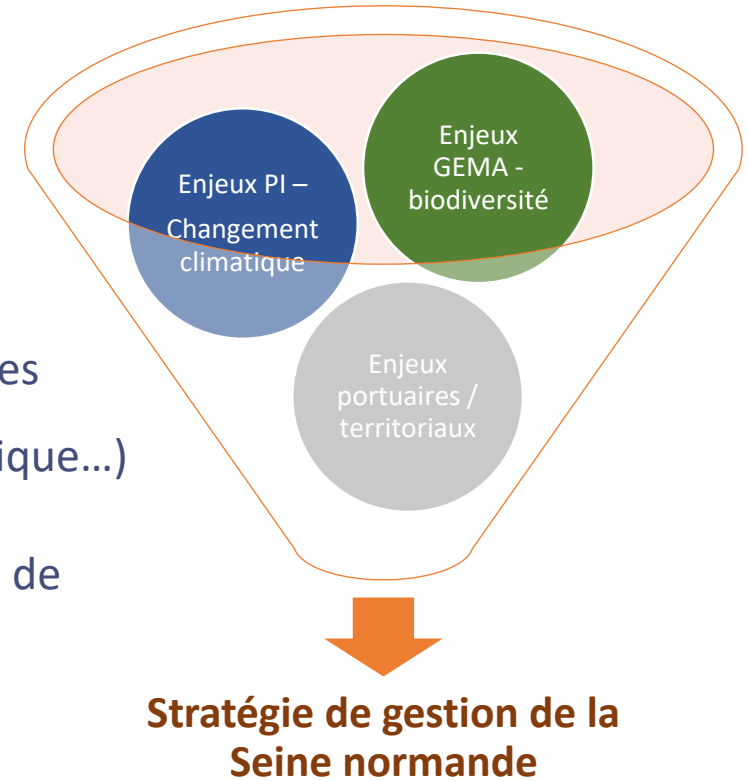 Enjeux
GEMA -
biodiversité
Enjeux PI –
Changement
climatique
Enjeux
portuaires /
territoriaux
es
ique…)
de
Stratégie de gestion de la
Seine normande